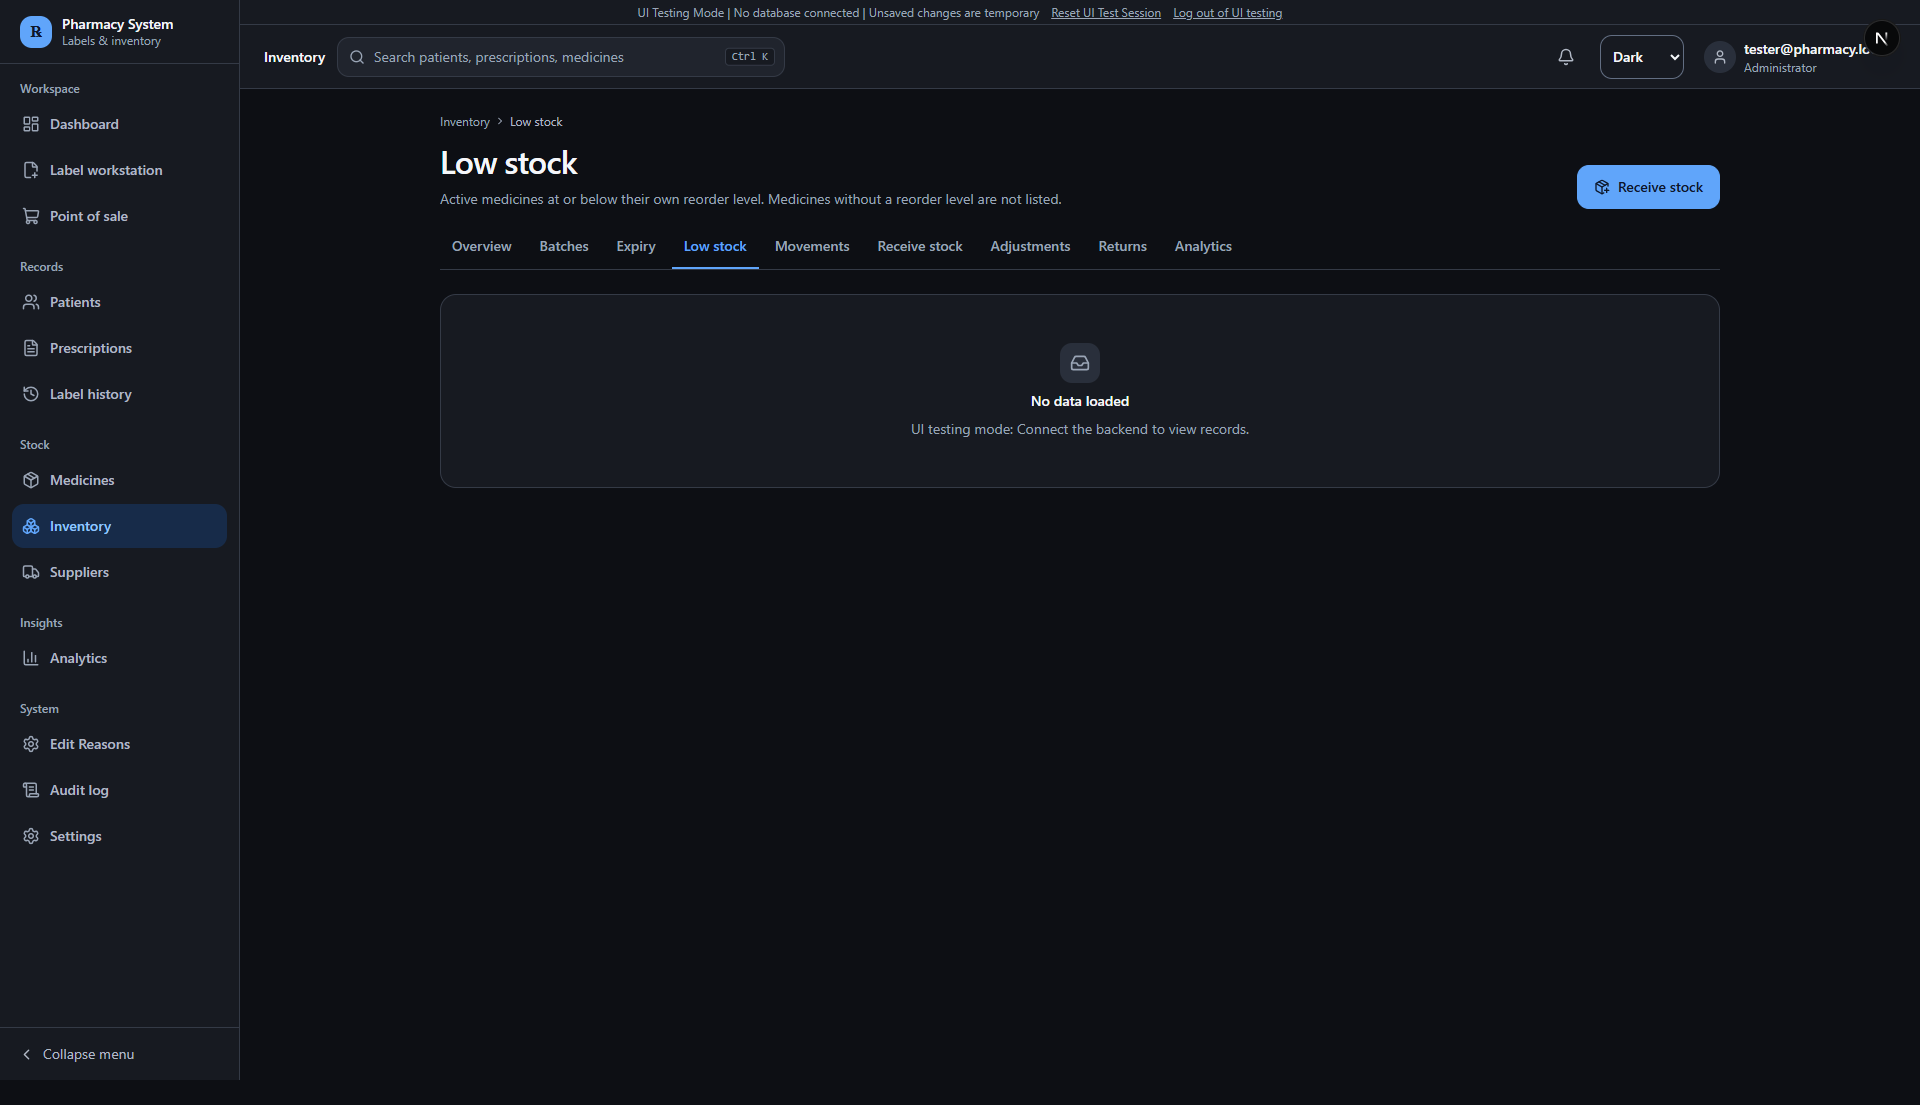 UI Testing Mode | No database connected | Unsaved changes are temporary Reset UI Test Session Log out of UI testing
R
Pharmacy System
Labels & inventory
Inventory
Search patients, prescriptions, medicines
Ctrl K
Dark
tester@pharmacy.lo
Administrator
N
Workspace
Dashboard
Label workstation
Point of sale
Records
Patients
Prescriptions
Label history
Stock
Medicines
Inventory
Suppliers
Insights
Analytics
System
Edit Reasons
Audit log
Settings
Collapse menu
Inventory > Low stock
Low stock
Active medicines at or below their own reorder level. Medicines without a reorder level are not listed.
Receive stock
Overview Batches Expiry Low stock Movements Receive stock Adjustments Returns Analytics
No data loaded
UI testing mode: Connect the backend to view records.